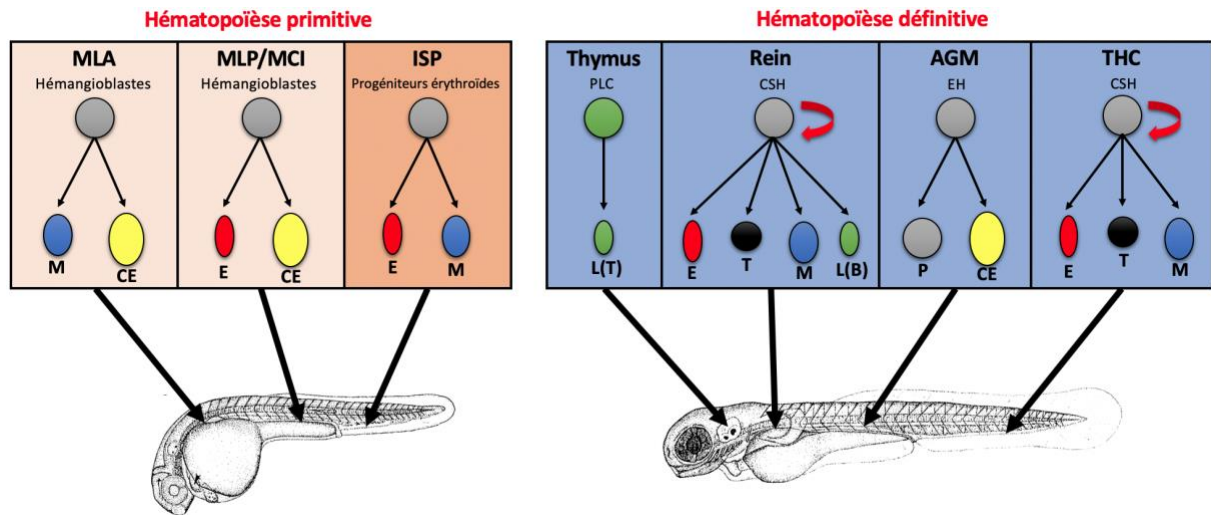 Hématopoïèse primitive
MLA
Hémangioblastes
M
CE
MLP/MCI
Hémangioblastes
E
CE
ISP
Progéniteurs érythroïdes
E
M
Hématopoïèse définitive
Thymus
PLC
L(T)
Rein
CSH
E
T
M
L(B)
AGM
EH
P
CE
THC
CSH
E
T
M